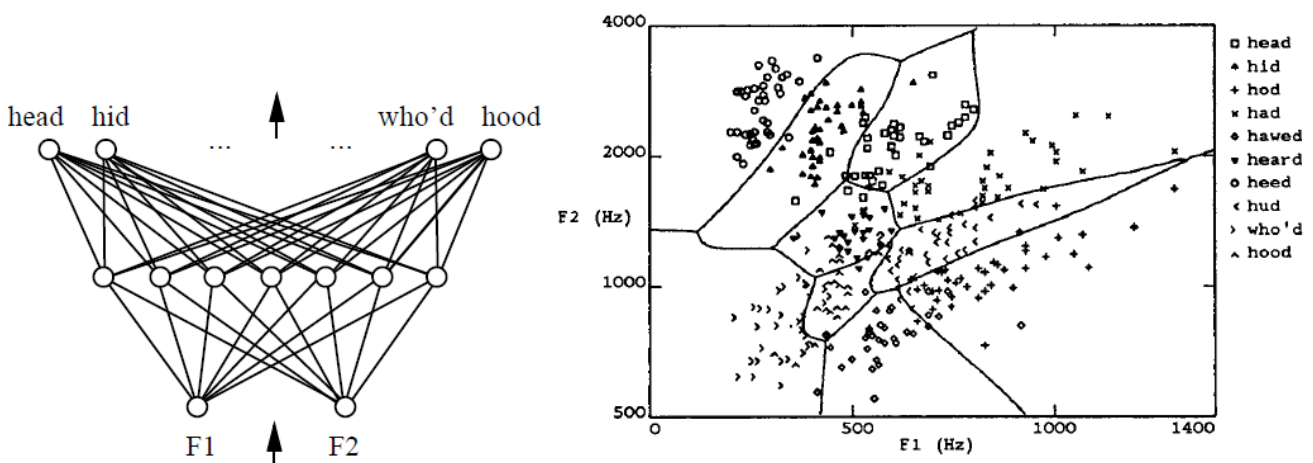 head hid ... ... who'd hood
F1 F2
4000
2000
F2 (Hz)
1000
500
0 500 1000 1400
F1 (Hz)
head
hid
hod
had
hawed
heard
heed
hud
who'd
hood